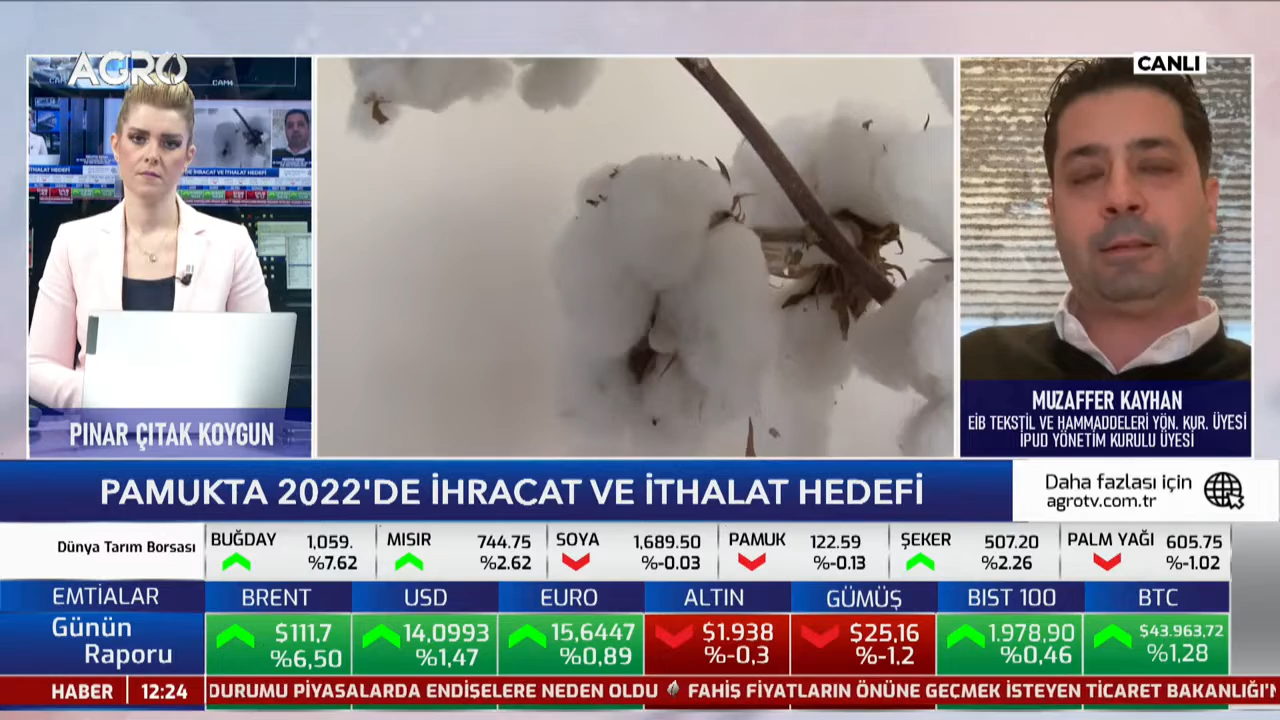 AGRO
CAM4
CANLI
PINAR ÇITAK KOYGUN
MUZAFFER KAYHAN
EİB TEKSTİL VE HAMMADDELERİ YÖN. KUR. ÜYESİ
İPUD YÖNETİM KURULU ÜYESİ
PAMUKTA 2022'DE İHRACAT VE İTHALAT HEDEFİ
Daha fazlası için
agrotv.com.tr
Dünya Tarım Borsası
BUĞDAY 1,059. %7.62
MISIR 744.75 %2.62
SOYA 1,689.50 %-0.03
PAMUK 122.59 %-0.13
ŞEKER 507.20 %2.26
PALM YAĞI 605.75 %-1.02
EMTİALAR BRENT USD EURO ALTIN GÜMÜŞ BIST 100 BTC
Günün $111,7 14,0993 15,6447 $1.938 $25,16 1.978,90 $43.963,72
Raporu %6,50 %1,47 %0,89 %-0,3 %-1.2 %0,46 %1,28
HABER 12:24 DURUMU PİYASALARDA ENDİŞELERE NEDEN OLDU FAHİŞ FİYATLARIN ÖNÜNE GEÇMEK İSTEYEN TİCARET BAKANLIĞI'N